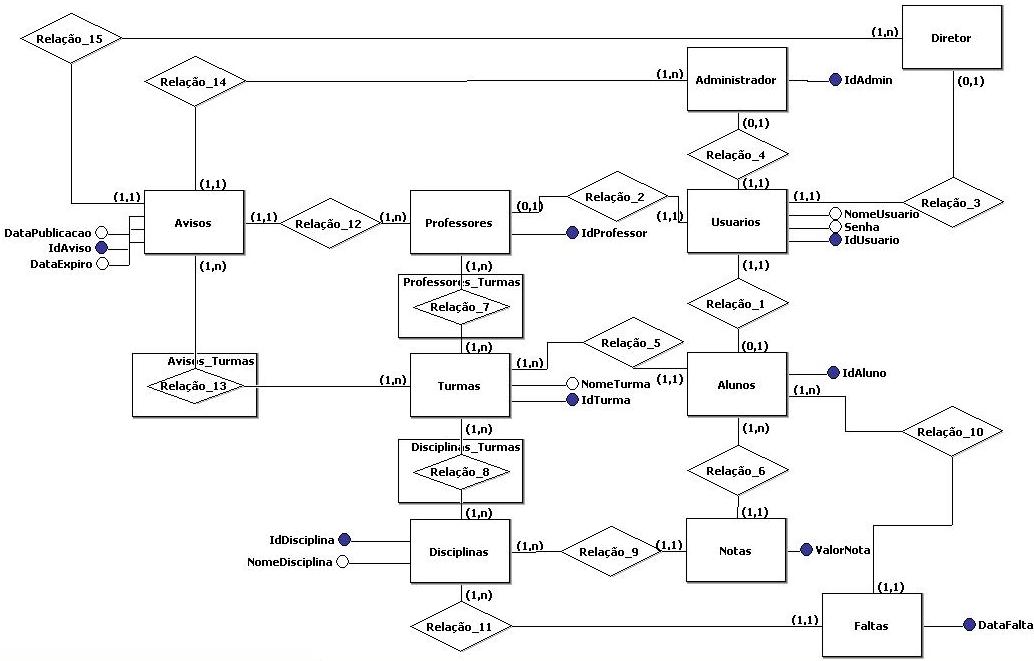 Relação_15
(1,n)
Diretor
Relação_14
(1,n)
Administrador
IdAdmin
(0,1)
(0,1)
Relação_4
(1,1)
(1,1)
(1,1)
(1,1)
Relação_2
Relação_3
Avisos
(1,1)
Relação_12
(1,n)
Professores
(0,1)
(1,1)
Usuarios
NomeUsuario
Senha
IdUsuario
DataPublicacao
IdAviso
DataExpiro
IdProfessor
(1,n)
(1,n)
(1,1)
Professores_Turmas
Relação_7
Relação_1
(1,n)
(0,1)
Relação_5
Avisos_Turmas
(1,n)
Relação_13
(1,n)
Turmas
NomeTurma
IdTurma
(1,1)
Alunos
IdAluno
(1,n)
(1,n)
(1,n)
Relação_10
Disciplinas_Turmas
Relação_8
Relação_6
(1,n)
(1,1)
IdDisciplina
NomeDisciplina
Disciplinas
(1,n)
Relação_9
(1,1)
Notas
ValorNota
(1,n)
(1,1)
Relação_11
(1,1)
Faltas
DataFalta